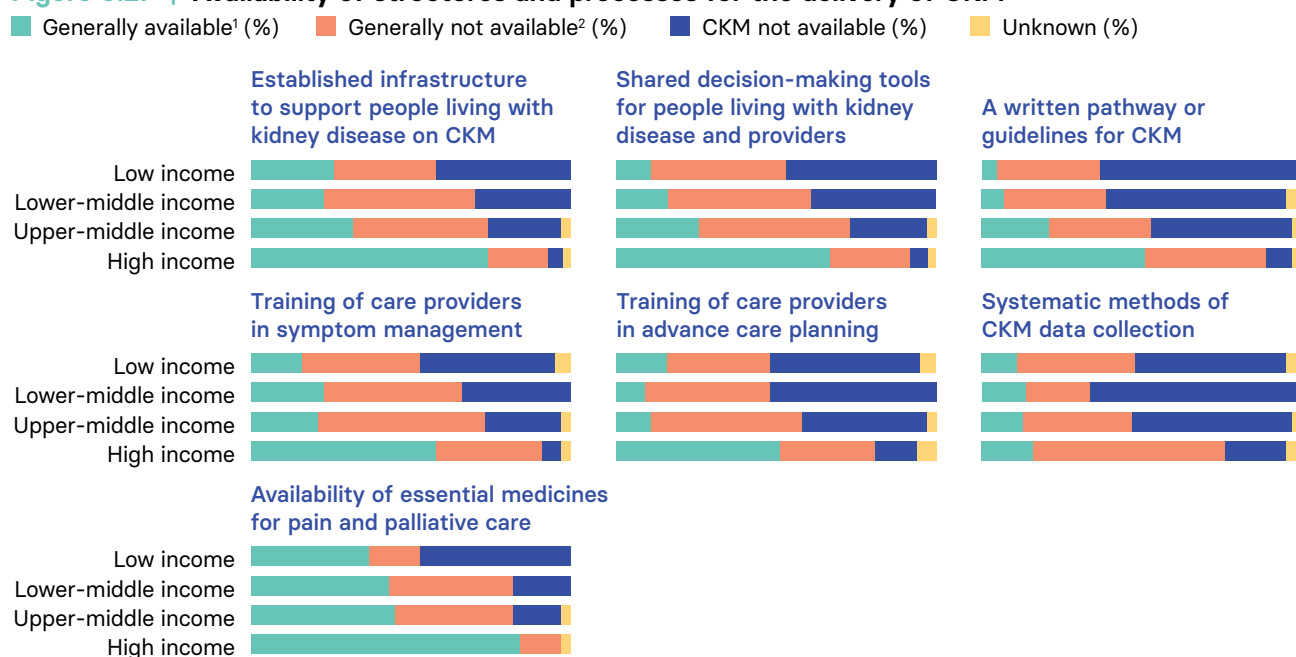 Generally available¹ (%) Generally not available² (%) CKM not available (%) Unknown (%)
Established infrastructure
to support people living with
kidney disease on CKM
Shared decision-making tools
for people living with kidney
disease and providers
A written pathway or
guidelines for CKM
Low income
Lower-middle income
Upper-middle income
High income
Training of care providers
in symptom management
Training of care providers
in advance care planning
Systematic methods of
CKM data collection
Low income
Lower-middle income
Upper-middle income
High income
Availability of essential medicines
for pain and palliative care
Low income
Lower-middle income
Upper-middle income
High income